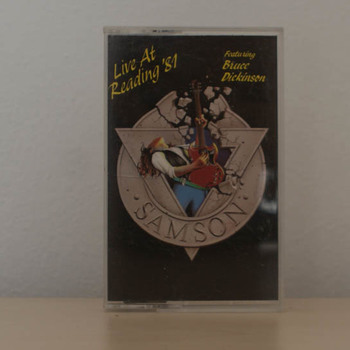 Live At
Reading '81
Featuring
Bruce
Dickinson
SAMSON